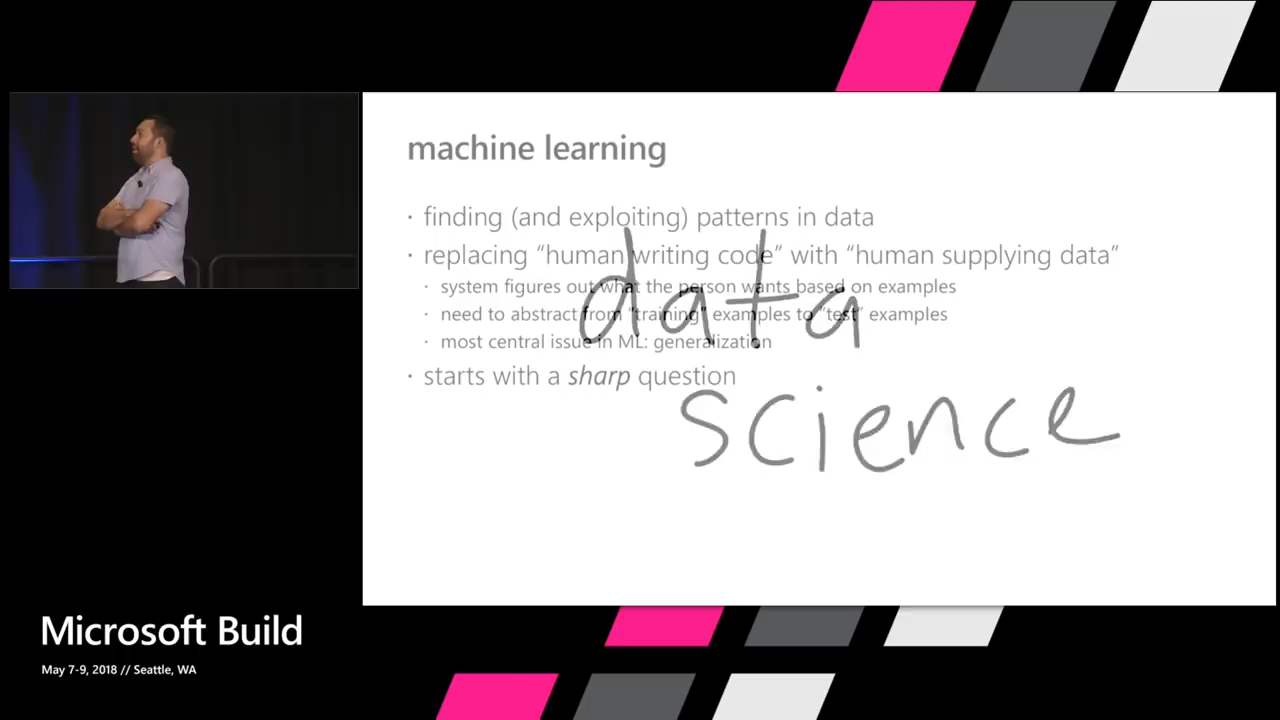 machine learning
· finding (and exploiting) patterns in data
· replacing “human writing code” with “human supplying data”
· system figures out what the person wants based on examples
· need to abstract from “training” examples to “test” examples
· most central issue in ML: generalization
· starts with a sharp question
data
science
Microsoft Build
May 7-9, 2018 // Seattle, WA